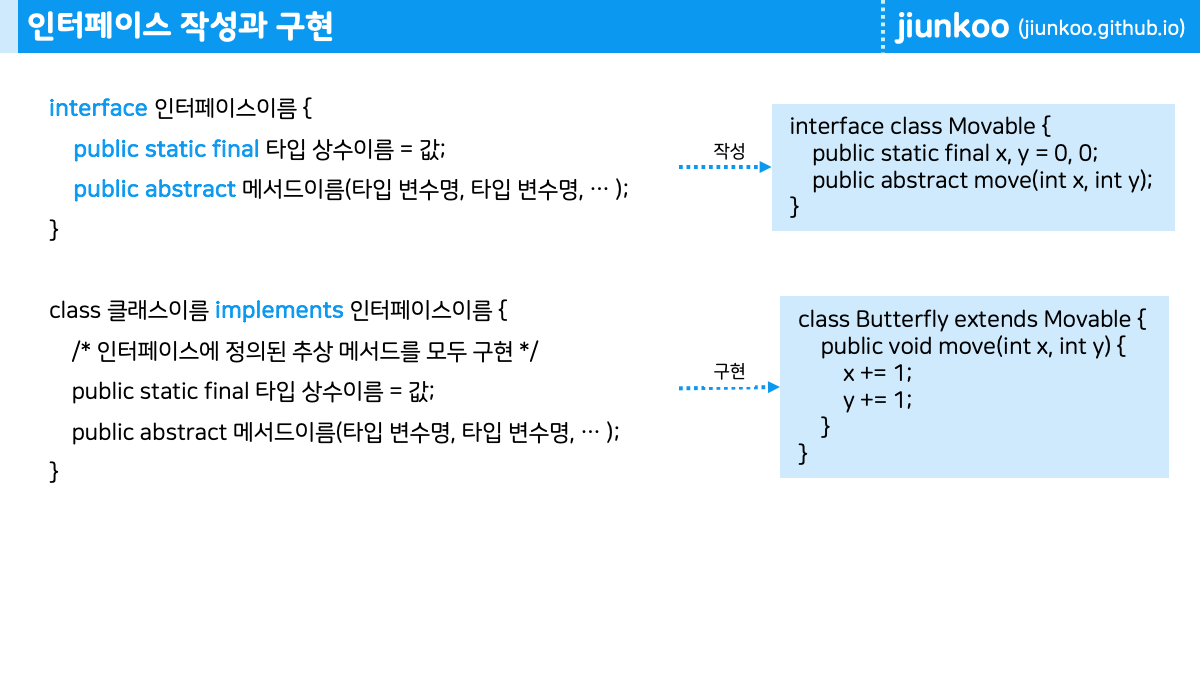 인터페이스 작성과 구현
jiunkoo (jiunkoo.github.io)
interface 인터페이스이름 {
public static final 타입 상수이름 = 값;
public abstract 메서드이름(타입 변수명, 타입 변수명, ··· );
}
작성
interface class Movable {
public static final x, y = 0, 0;
public abstract move(int x, int y);
}
class 클래스이름 implements 인터페이스이름 {
/* 인터페이스에 정의된 추상 메서드를 모두 구현 */
public static final 타입 상수이름 = 값;
public abstract 메서드이름(타입 변수명, 타입 변수명, ··· );
}
구현
class Butterfly extends Movable {
public void move(int x, int y) {
x += 1;
y += 1;
}
}